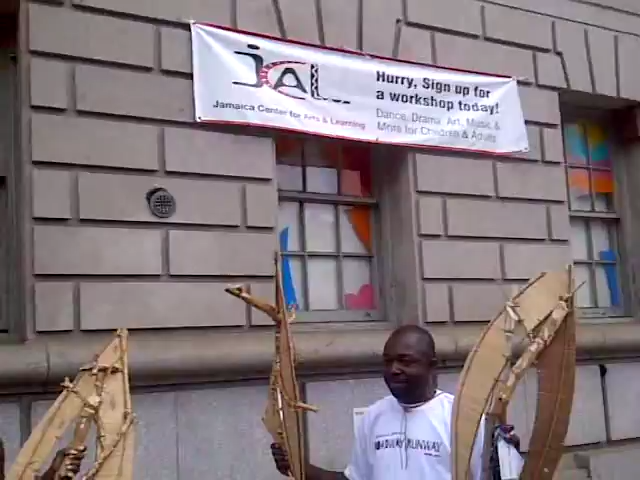 jcal
Jamaica Center for Arts & Learning
Hurry, Sign up for
a workshop today!
Dance, Drama, Art, Music &
More for Children & Adults
RUNWAY